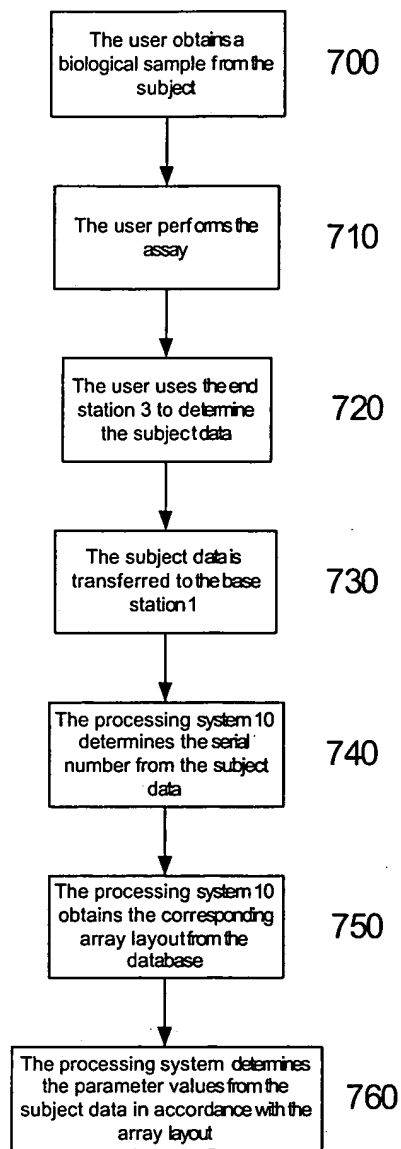 The user obtains a
biological sample from the
subject
700
The user performs the
assay
710
The user uses the end
station 3 to determine
the subject data
720
The subject data is
transferred to the base
station 1
730
The processing system 10
determines the serial
number from the subject
data
740
The processing system 10
obtains the corresponding
array layout from the
database
750
The processing system determines
the parameter values from the
subject data in accordance with the
array layout
760